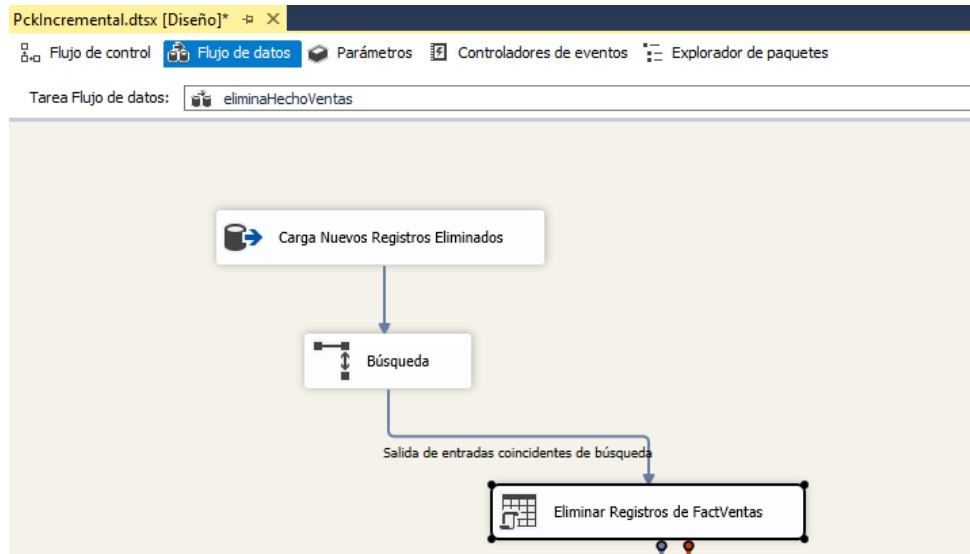 PckIncremental.dtsx [Diseño]*
Flujo de control Flujo de datos Parámetros Controladores de eventos Explorador de paquetes
Tarea Flujo de datos: eliminaHechoVentas
Carga Nuevos Registros Eliminados
Búsqueda
Salida de entradas coincidentes de búsqueda
Eliminar Registros de FactVentas